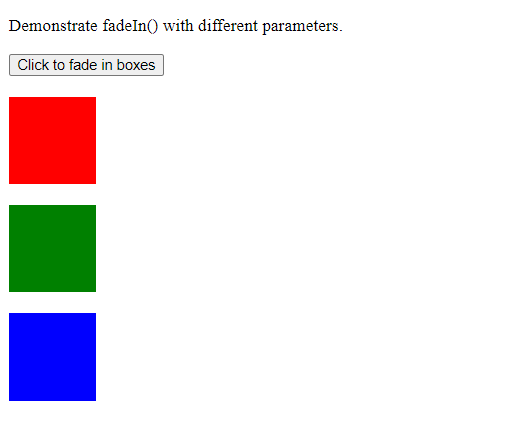 Demonstrate fadeIn() with different parameters.
Click to fade in boxes